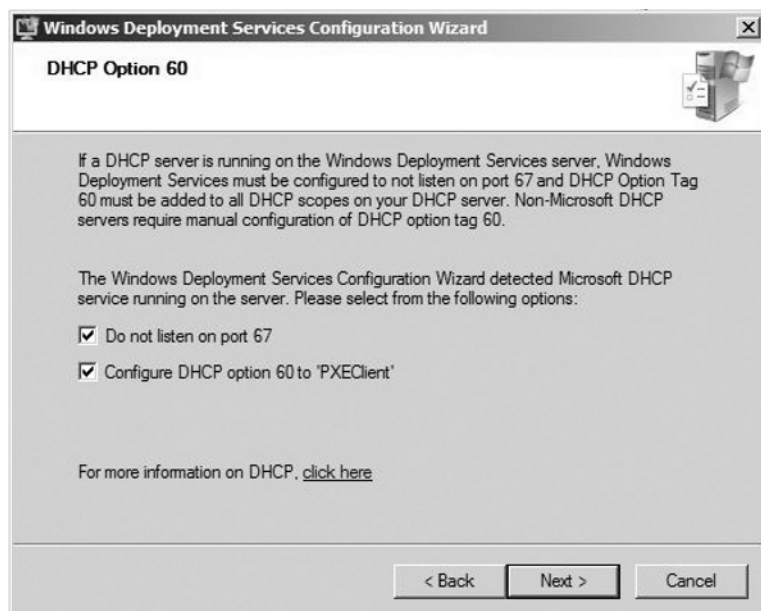 Windows Deployment Services Configuration Wizard
DHCP Option 60
If a DHCP server is running on the Windows Deployment Services server, Windows
Deployment Services must be configured to not listen on port 67 and DHCP Option Tag
60 must be added to all DHCP scopes on your DHCP server. Non-Microsoft DHCP
servers require manual configuration of DHCP option tag 60.
The Windows Deployment Services Configuration Wizard detected Microsoft DHCP
service running on the server. Please select from the following options:
Do not listen on port 67
Configure DHCP option 60 to 'PXEClient'
For more information on DHCP, click here
< Back Next > Cancel